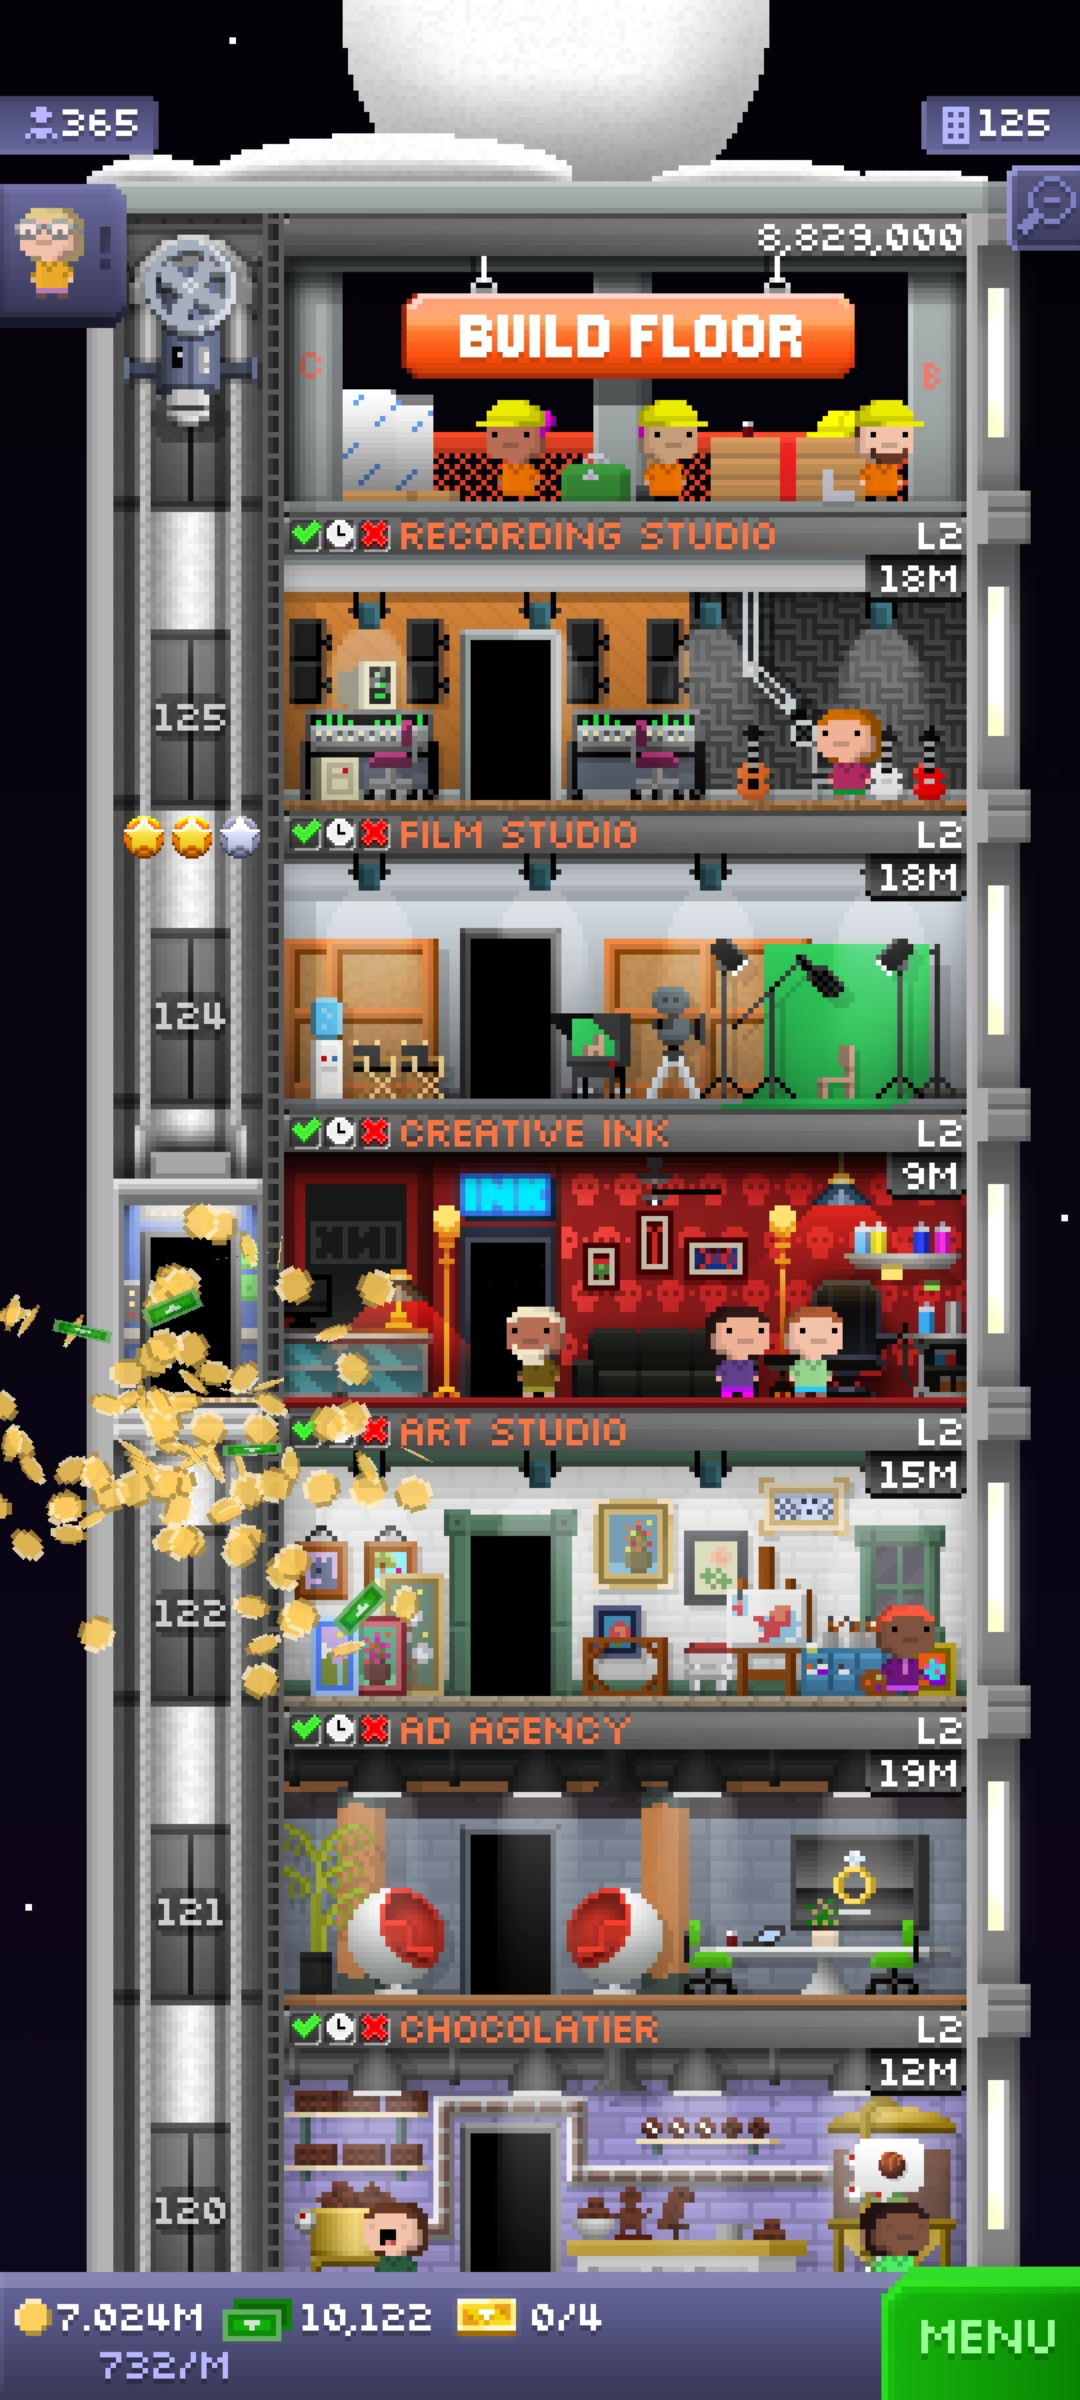 365
125
8,829,000
BUILD FLOOR
C
B
RECORDING STUDIO L2
18M
125
FILM STUDIO L2
18M
124
CREATIVE INK L2
9M
INK
ART STUDIO L2
15M
122
AD AGENCY L2
19M
121
CHOCOLATIER L2
12M
120
7.024M 10,122 0/4
732/M
MENU